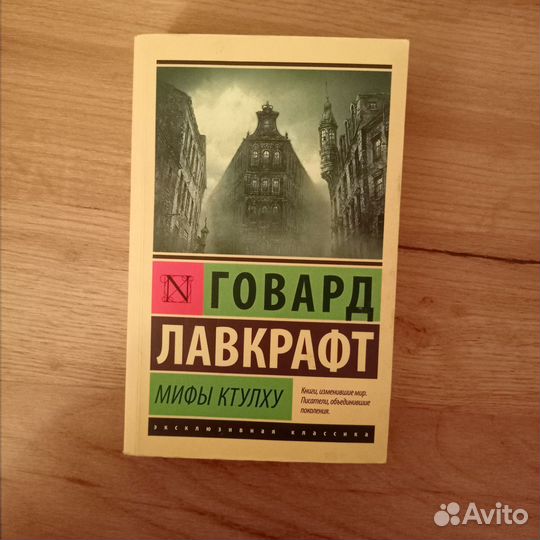 N
ГОВАРД
ЛАВКРАФТ
МИФЫ КТУЛХУ
Книги, изменившие мир.
Писатели, объединившие
поколения.
эксклюзивная классика
Avito